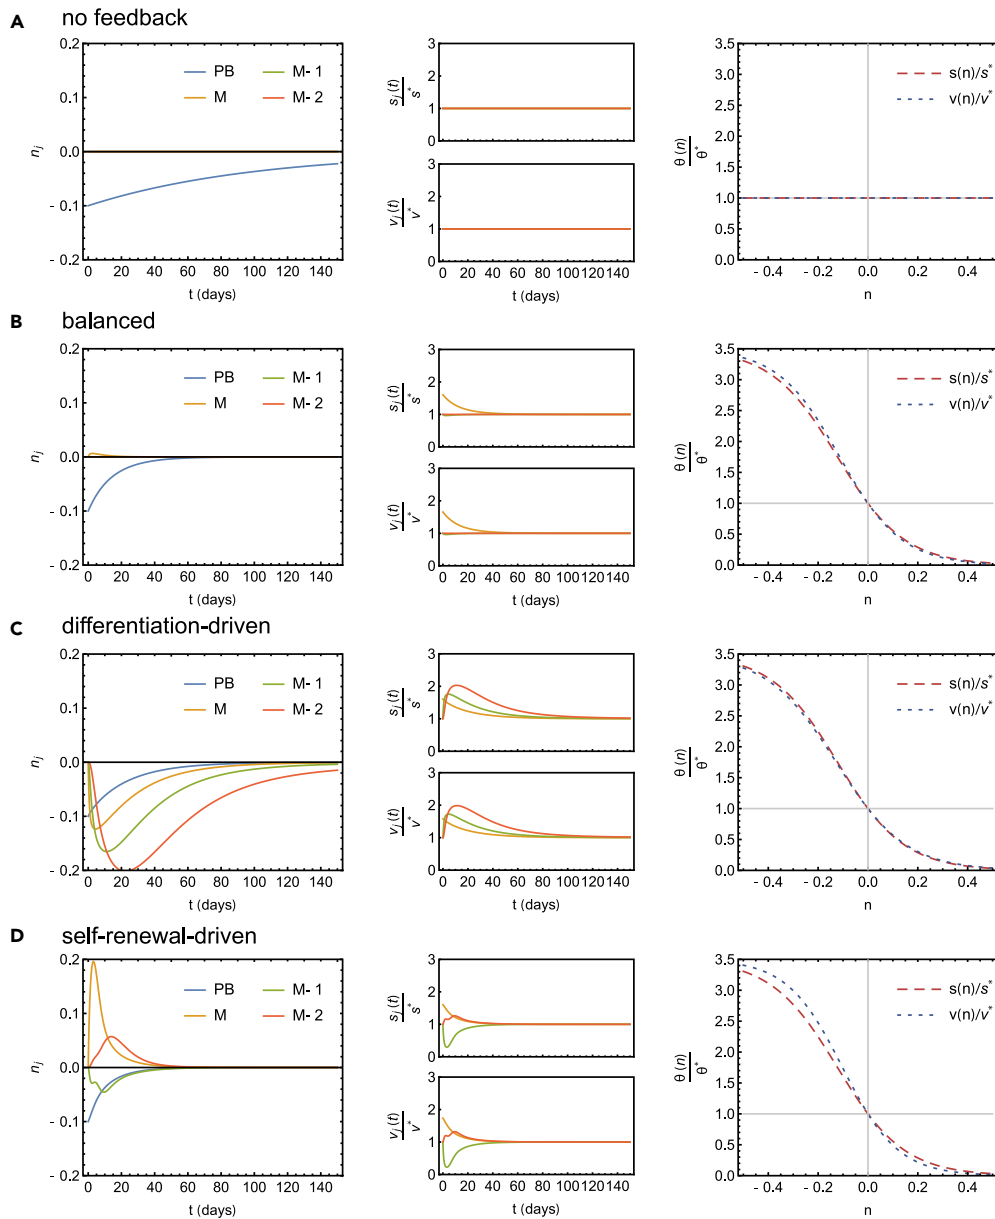 A no feedback
0.2
0.1
0.0
- 0.1
- 0.2
n_j
PB
M
M- 1
M- 2
0 20 40 60 80 100 120 140
t (days)
3
2
1
0
s_j(t)
s*
3
2
1
0
v_j(t)
v*
0 20 40 60 80 100 120 140
t (days)
3.5
3.0
2.5
2.0
1.5
1.0
0.5
0.0
θ(n)
θ*
s(n)/s*
v(n)/v*
- 0.4 - 0.2 0.0 0.2 0.4
n
B balanced
0.2
0.1
0.0
- 0.1
- 0.2
n_j
PB
M
M- 1
M- 2
0 20 40 60 80 100 120 140
t (days)
3
2
1
0
s_j(t)
s*
3
2
1
0
v_j(t)
v*
0 20 40 60 80 100 120 140
t (days)
3.5
3.0
2.5
2.0
1.5
1.0
0.5
0.0
θ(n)
θ*
s(n)/s*
v(n)/v*
- 0.4 - 0.2 0.0 0.2 0.4
n
C differentiation-driven
0.2
0.1
0.0
- 0.1
- 0.2
n_j
PB
M
M- 1
M- 2
0 20 40 60 80 100 120 140
t (days)
3
2
1
0
s_j(t)
s*
3
2
1
0
v_j(t)
v*
0 20 40 60 80 100 120 140
t (days)
3.5
3.0
2.5
2.0
1.5
1.0
0.5
0.0
θ(n)
θ*
s(n)/s*
v(n)/v*
- 0.4 - 0.2 0.0 0.2 0.4
n
D self-renewal-driven
0.2
0.1
0.0
- 0.1
- 0.2
n_j
PB
M
M- 1
M- 2
0 20 40 60 80 100 120 140
t (days)
3
2
1
0
s_j(t)
s*
3
2
1
0
v_j(t)
v*
0 20 40 60 80 100 120 140
t (days)
3.5
3.0
2.5
2.0
1.5
1.0
0.5
0.0
θ(n)
θ*
s(n)/s*
v(n)/v*
- 0.4 - 0.2 0.0 0.2 0.4
n